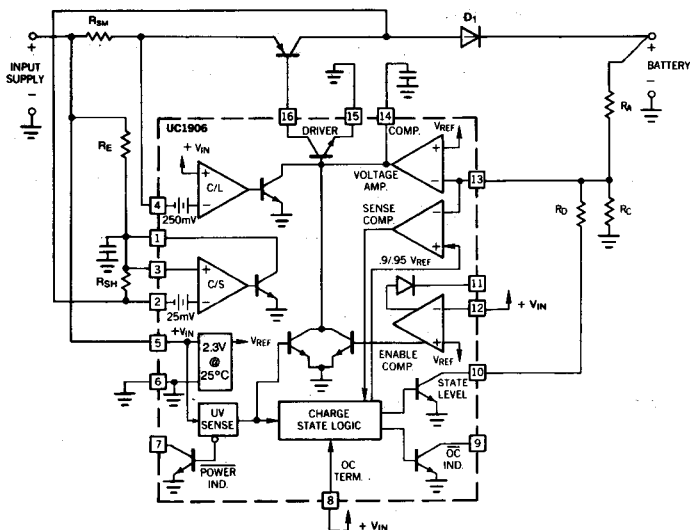 RSM
D1
+
INPUT
SUPPLY
-
+
BATTERY
-
RA
16
15
14
UC1906
DRIVER
COMP.
VREF
RE
+ VIN
+
C/L
-
VOLTAGE
AMP.
+
-
13
4
250mV
SENSE
COMP.
-
+
RD
RC
1
.9/.95 VREF
3
+
C/S
-
RSH
11
2
25mV
-
12
+ VIN
+
+VIN
5
2.3V
@
25°C
VREF
ENABLE
COMP.
VREF
10
6
STATE
LEVEL
UV
SENSE
CHARGE
STATE LOGIC
7
9
OC
IND.
POWER
IND.
OC
TERM.
8
+ VIN